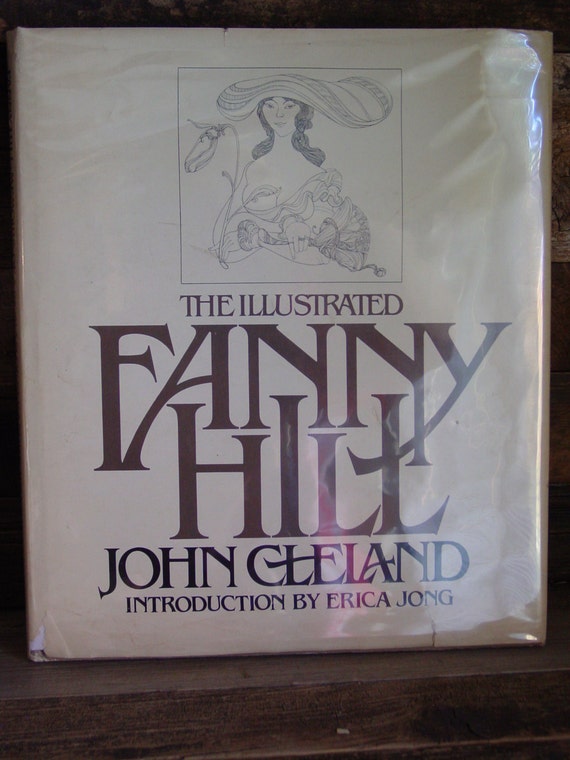 THE ILLUSTRATED
FANNY
HILL
JOHN CLELAND
INTRODUCTION BY ERICA JONG